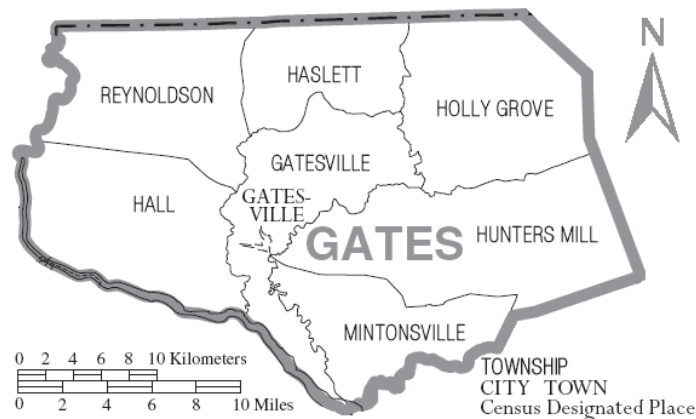 N
HASLETT
REYNOLDSON
HOLLY GROVE
GATESVILLE
GATES-
VILLE
HALL
GATES
HUNTERS MILL
MINTONSVILLE
0 2 4 6 8 10 Kilometers
0 2 4 6 8 10 Miles
TOWNSHIP
CITY TOWN
Census Designated Place